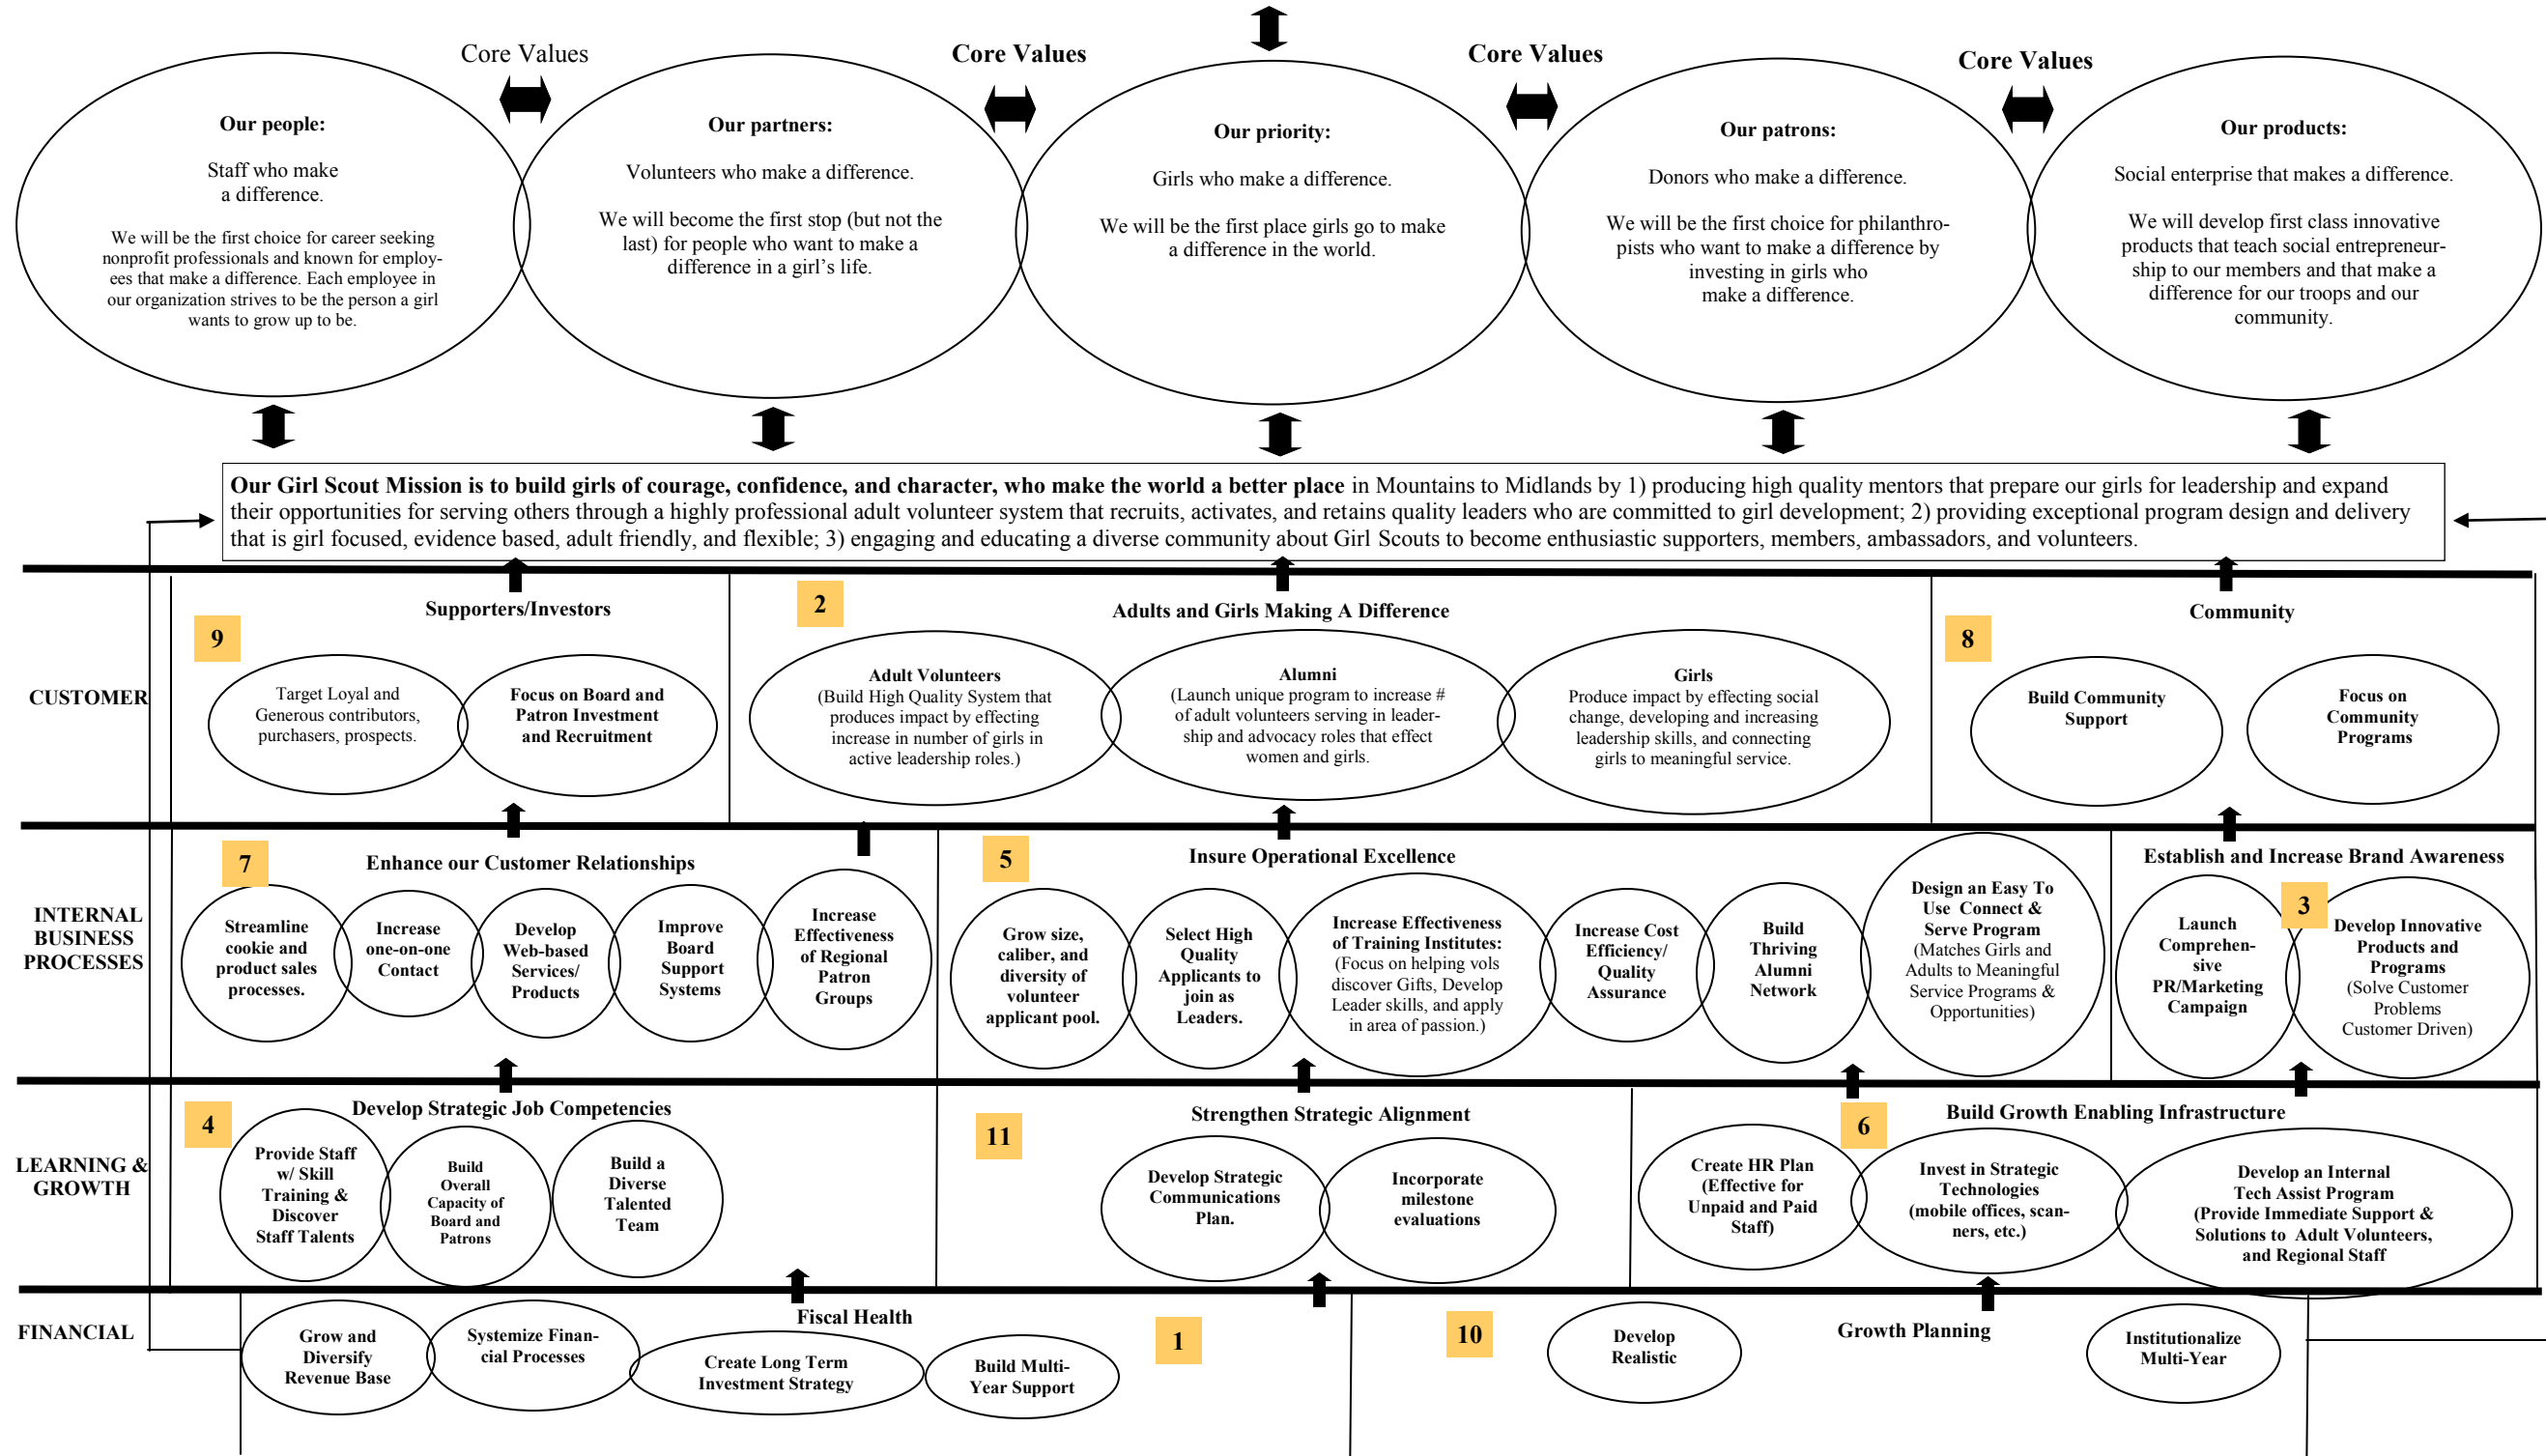 Core Values
Core Values
Core Values
Core Values
Our people:
Staff who make
a difference.
We will be the first choice for career seeking
nonprofit professionals and known for employ-
ees that make a difference. Each employee in
our organization strives to be the person a girl
wants to grow up to be.
Our partners:
Volunteers who make a difference.
We will become the first stop (but not the
last) for people who want to make a
difference in a girl's life.
Our priority:
Girls who make a difference.
We will be the first place girls go to make
a difference in the world.
Our patrons:
Donors who make a difference.
We will be the first choice for philanthro-
pists who want to make a difference by
investing in girls who
make a difference.
Our products:
Social enterprise that makes a difference.
We will develop first class innovative
products that teach social entrepreneur-
ship to our members and that make a
difference for our troops and our
community.
Our Girl Scout Mission is to build girls of courage, confidence, and character, who make the world a better place in Mountains to Midlands by 1) producing high quality mentors that prepare our girls for leadership and expand
their opportunities for serving others through a highly professional adult volunteer system that recruits, activates, and retains quality leaders who are committed to girl development; 2) providing exceptional program design and delivery
that is girl focused, evidence based, adult friendly, and flexible; 3) engaging and educating a diverse community about Girl Scouts to become enthusiastic supporters, members, ambassadors, and volunteers.
CUSTOMER
Supporters/Investors
9
Target Loyal and
Generous contributors,
purchasers, prospects.
Focus on Board and
Patron Investment
and Recruitment
2
Adults and Girls Making A Difference
Adult Volunteers
(Build High Quality System that
produces impact by effecting
increase in number of girls in
active leadership roles.)
Alumni
(Launch unique program to increase #
of adult volunteers serving in leader-
ship and advocacy roles that effect
women and girls.
Girls
Produce impact by effecting social
change, developing and increasing
leadership skills, and connecting
girls to meaningful service.
Community
8
Build Community
Support
Focus on
Community
Programs
INTERNAL
BUSINESS
PROCESSES
7
Enhance our Customer Relationships
Streamline
cookie and
product sales
processes.
Increase
one-on-one
Contact
Develop
Web-based
Services/
Products
Improve
Board
Support
Systems
Increase
Effectiveness
of Regional
Patron
Groups
5
Insure Operational Excellence
Grow size,
caliber, and
diversity of
volunteer
applicant pool.
Select High
Quality
Applicants to
join as
Leaders.
Increase Effectiveness
of Training Institutes:
(Focus on helping vols
discover Gifts, Develop
Leader skills, and apply
in area of passion.)
Increase Cost
Efficiency/
Quality
Assurance
Build
Thriving
Alumni
Network
Design an Easy To
Use Connect &
Serve Program
(Matches Girls and
Adults to Meaningful
Service Programs &
Opportunities)
Establish and Increase Brand Awareness
Launch
Comprehen-
sive
PR/Marketing
Campaign
3
Develop Innovative
Products and
Programs
(Solve Customer
Problems
Customer Driven)
LEARNING &
GROWTH
4
Develop Strategic Job Competencies
Provide Staff
w/ Skill
Training &
Discover
Staff Talents
Build
Overall
Capacity of
Board and
Patrons
Build a
Diverse
Talented
Team
11
Strengthen Strategic Alignment
Develop Strategic
Communications
Plan.
Incorporate
milestone
evaluations
6
Build Growth Enabling Infrastructure
Create HR Plan
(Effective for
Unpaid and Paid
Staff)
Invest in Strategic
Technologies
(mobile offices, scan-
ners, etc.)
Develop an Internal
Tech Assist Program
(Provide Immediate Support &
Solutions to Adult Volunteers,
and Regional Staff
FINANCIAL
Fiscal Health
Grow and
Diversify
Revenue Base
Systemize Finan-
cial Processes
Create Long Term
Investment Strategy
Build Multi-
Year Support
1
10
Growth Planning
Develop
Realistic
Institutionalize
Multi-Year